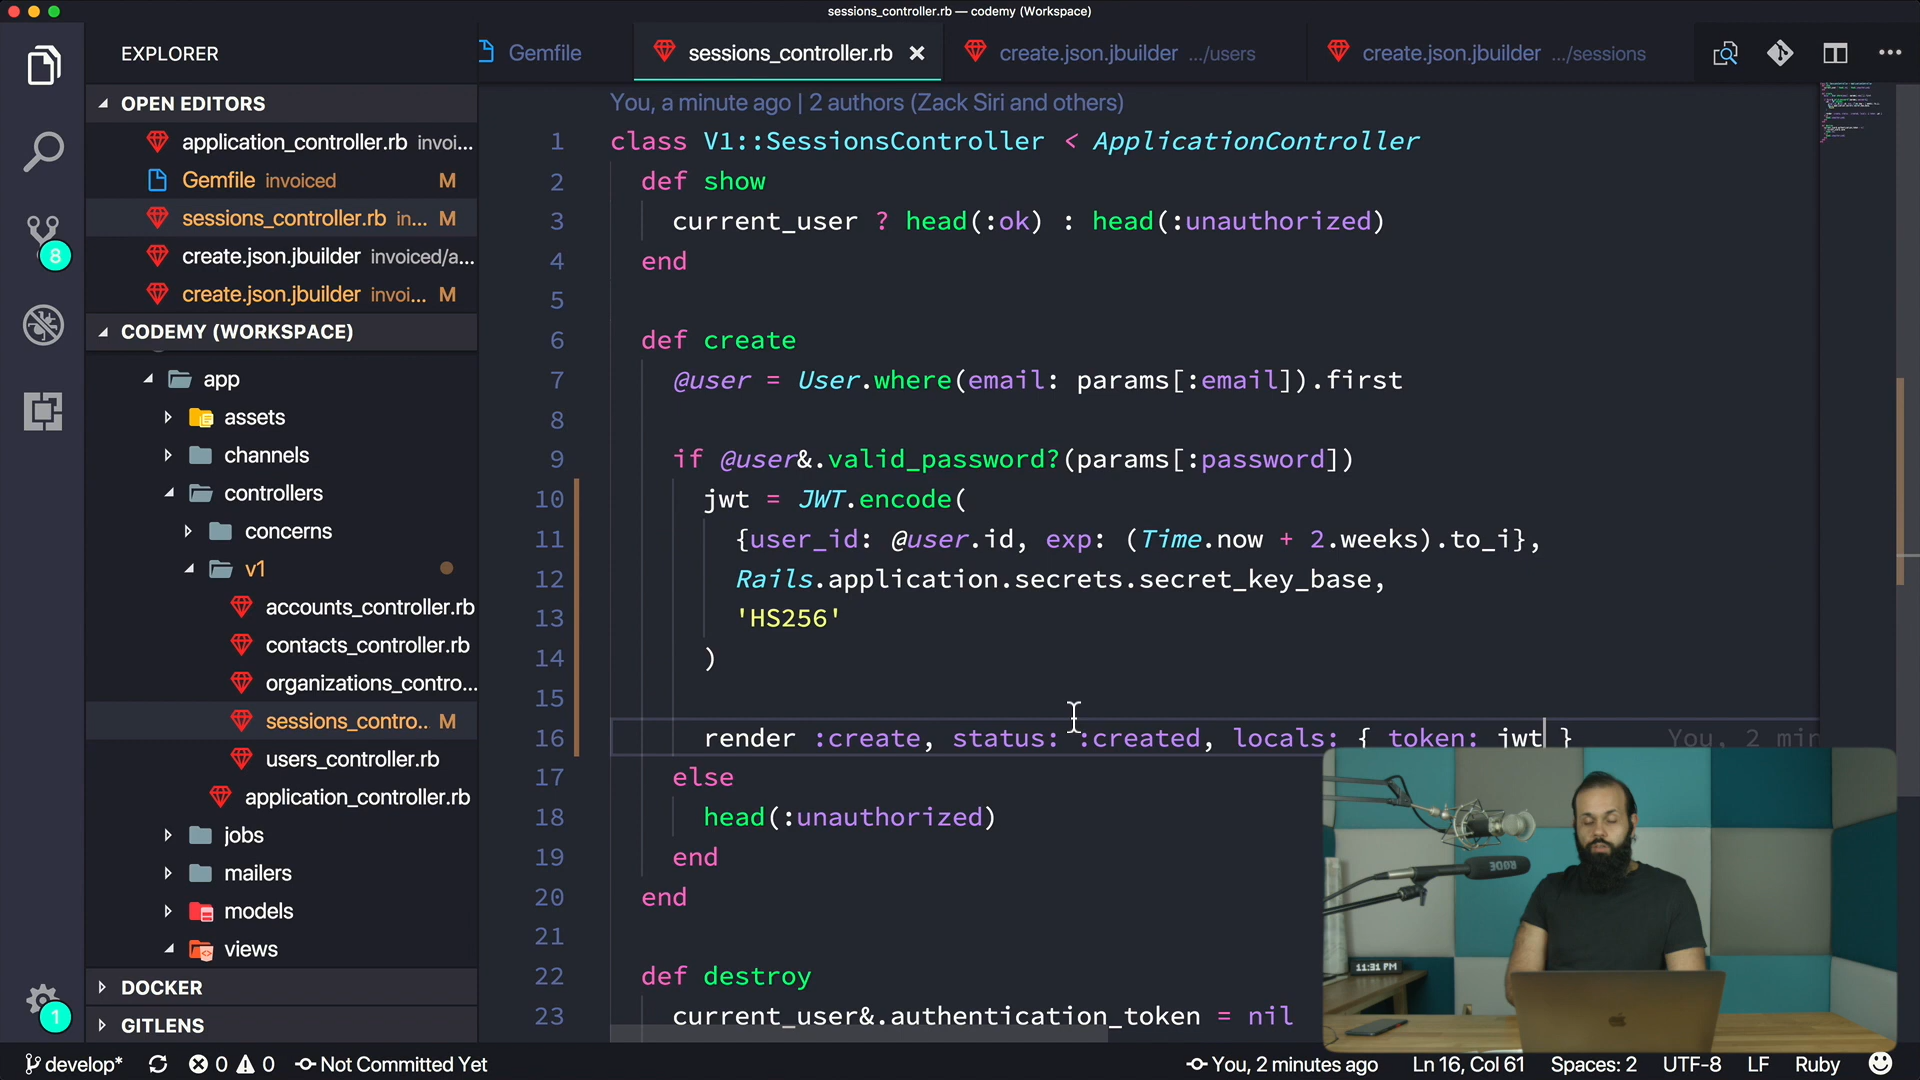 sessions_controller.rb — codemy (Workspace)
EXPLORER
Gemfile
sessions_controller.rb
create.json.jbuilder .../users
create.json.jbuilder .../sessions
OPEN EDITORS
application_controller.rb invoi...
Gemfile invoiced M
sessions_controller.rb in... M
create.json.jbuilder invoiced/a...
create.json.jbuilder invoi... M
8
CODEMY (WORKSPACE)
app
assets
channels
controllers
concerns
v1
accounts_controller.rb
contacts_controller.rb
organizations_contro...
sessions_contro.. M
users_controller.rb
application_controller.rb
jobs
mailers
models
views
DOCKER
GITLENS
1
You, a minute ago | 2 authors (Zack Siri and others)
1 class V1::SessionsController < ApplicationController
2 def show
3 current_user ? head(:ok) : head(:unauthorized)
4 end
5
6 def create
7 @user = User.where(email: params[:email]).first
8
9 if @user&.valid_password?(params[:password])
10 jwt = JWT.encode(
11 {user_id: @user.id, exp: (Time.now + 2.weeks).to_i},
12 Rails.application.secrets.secret_key_base,
13 'HS256'
14 )
15
16 render :create, status: :created, locals: { token: jwt } You, 2 min
17 else
18 head(:unauthorized)
19 end
20 end
21
22 def destroy
23 current_user&.authentication_token = nil
RØDE
11:31 PM
develop* 0 0 Not Committed Yet You, 2 minutes ago Ln 16, Col 61 Spaces: 2 UTF-8 LF Ruby